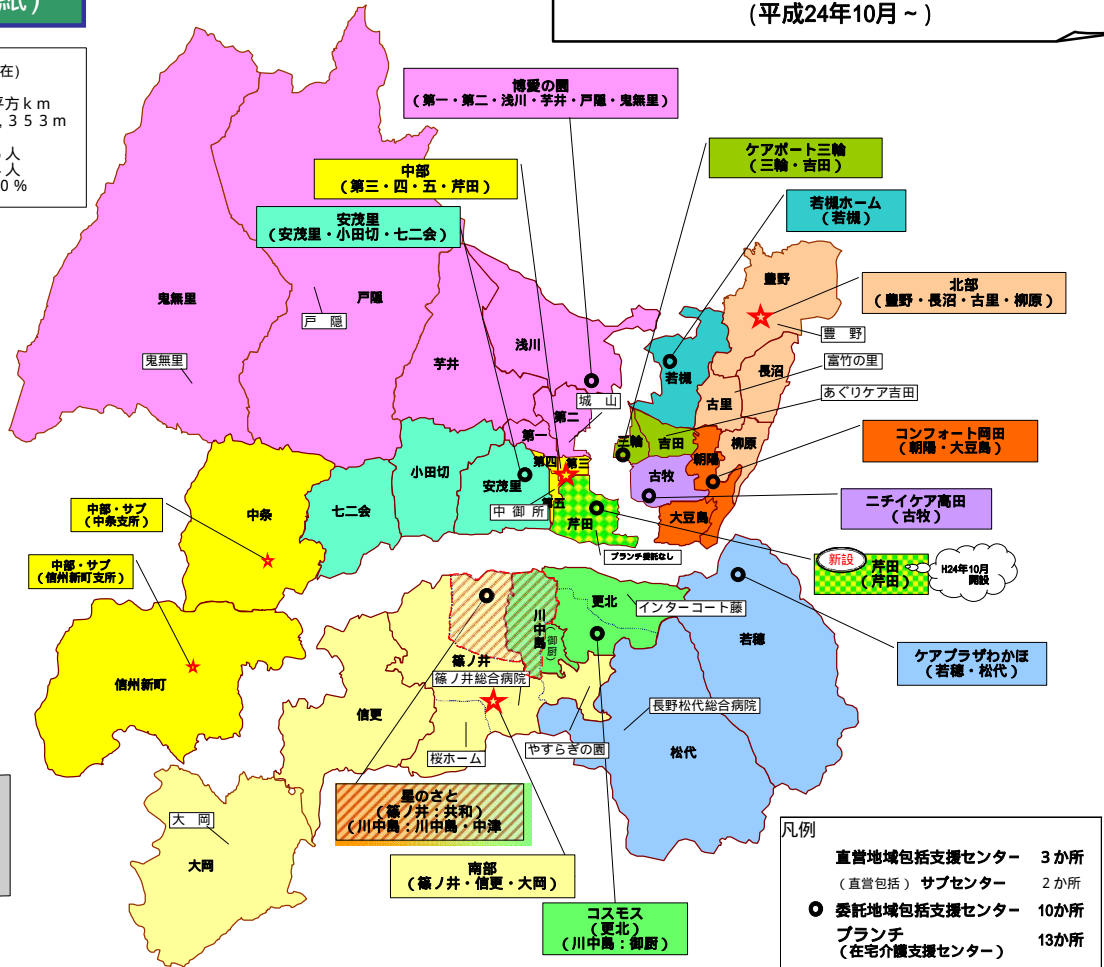 紙）
(平成24年10月～)
在)
平方ｋｍ
，３５３ｍ
人
人
０％
博愛の園
（第一・第二・浅川・芋井・戸隠・鬼無里）
ケアポート三輪
（三輪・吉田）
中部
（第三・四・五・芹田）
若槻ホーム
（若槻）
安茂里
（安茂里・小田切・七二会）
豊野
北部
（豊野・長沼・古里・柳原）
鬼無里
戸隠
戸　隠
豊　野
浅川
富竹の里
鬼無里
芋井
長沼
若槻
あぐりケア吉田
城　山
古里
第二
コンフォート岡田
（朝陽・大豆島）
第一
三輪
吉田
柳原
朝陽
小田切
第四
第三
古牧
安茂里
ニチイケア高田
（古牧）
中部・サブ
（中条支所）
中条
七二会
中 御 所
第五
芹田
大豆島
ブランチ委託なし
新設
芹田
（芹田）
H24年10月
開設
中部・サブ
（信州新町支所）
更北
インターコート藤
川中島
（御厨）
若穂
ケアプラザわかほ
（若穂・松代）
篠ノ井
篠ノ井総合病院
信州新町
信更
長野松代総合病院
やすらぎの園
松代
桜ホーム
星のさと
（篠ノ井：共和）
（川中島：川中島・中津
大　岡
大岡
南部
（篠ノ井・信更・大岡）
コスモス
（更北）
（川中島：御厨）
凡例
直営地域包括支援センター　３か所
（直営包括）サブセンター　２か所
委託地域包括支援センター　10か所
ブランチ
（在宅介護支援センター）　13か所